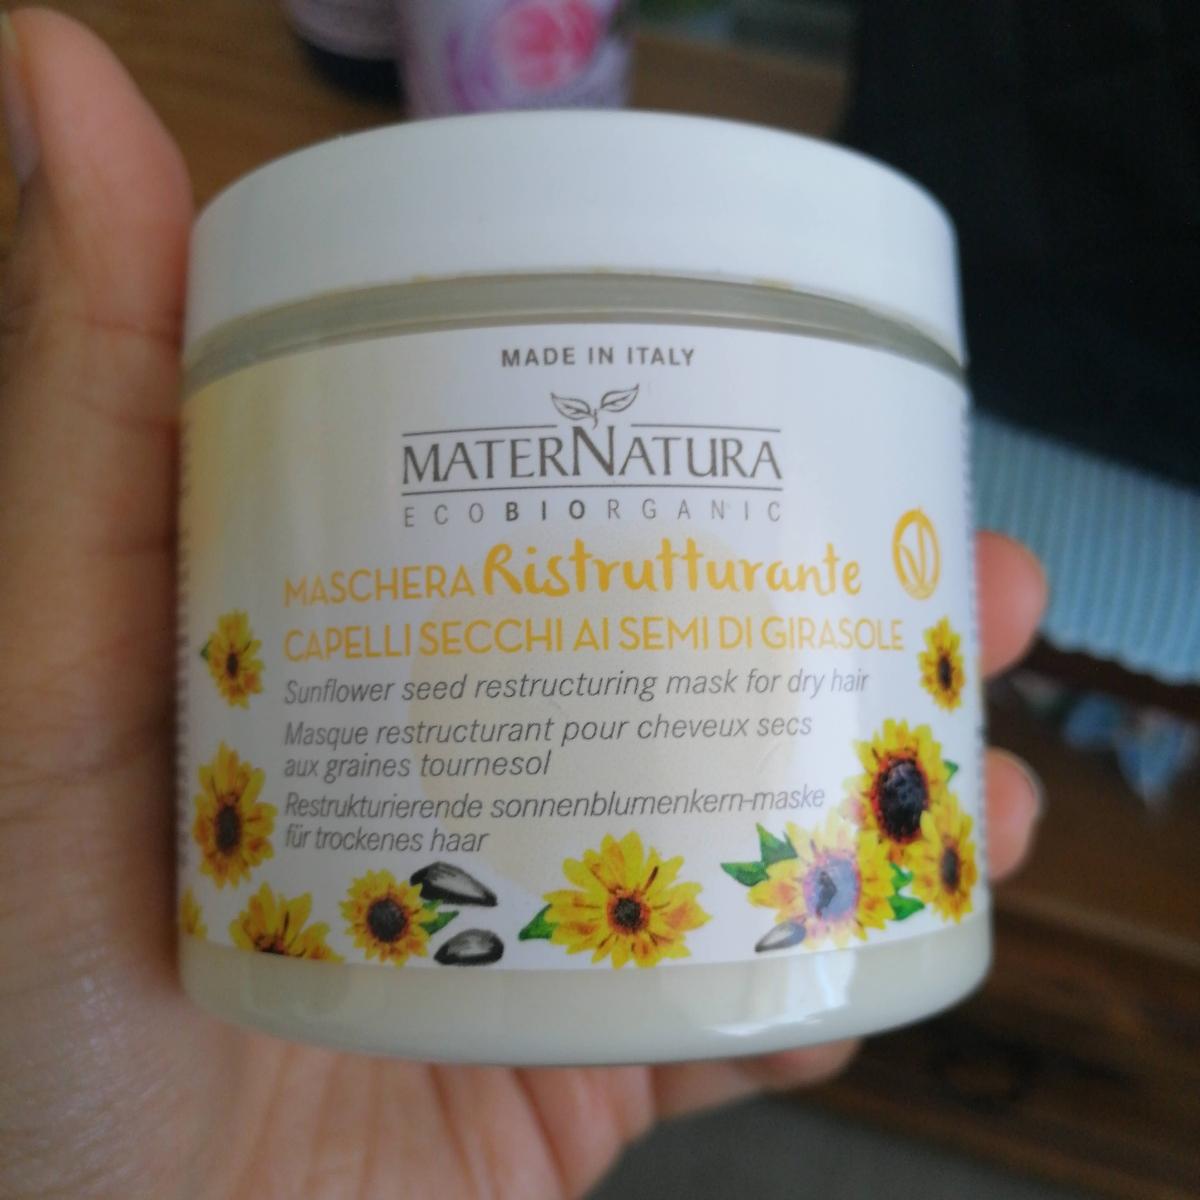 MADE IN ITALY
MATERNATURA
ECOBIORGANIC
MASCHERA Ristrutturante
CAPELLI SECCHI AI SEMI DI GIRASOLE
Sunflower seed restructuring mask for dry hair
Masque restructurant pour cheveux secs
aux graines tournesol
Restrukturierende sonnenblumenkern-maske
für trockenes haar